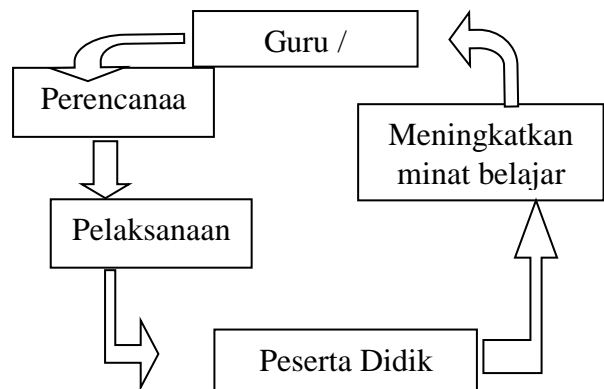 Guru /
Perencanaa
Meningkatkan
minat belajar
Pelaksanaan
Peserta Didik